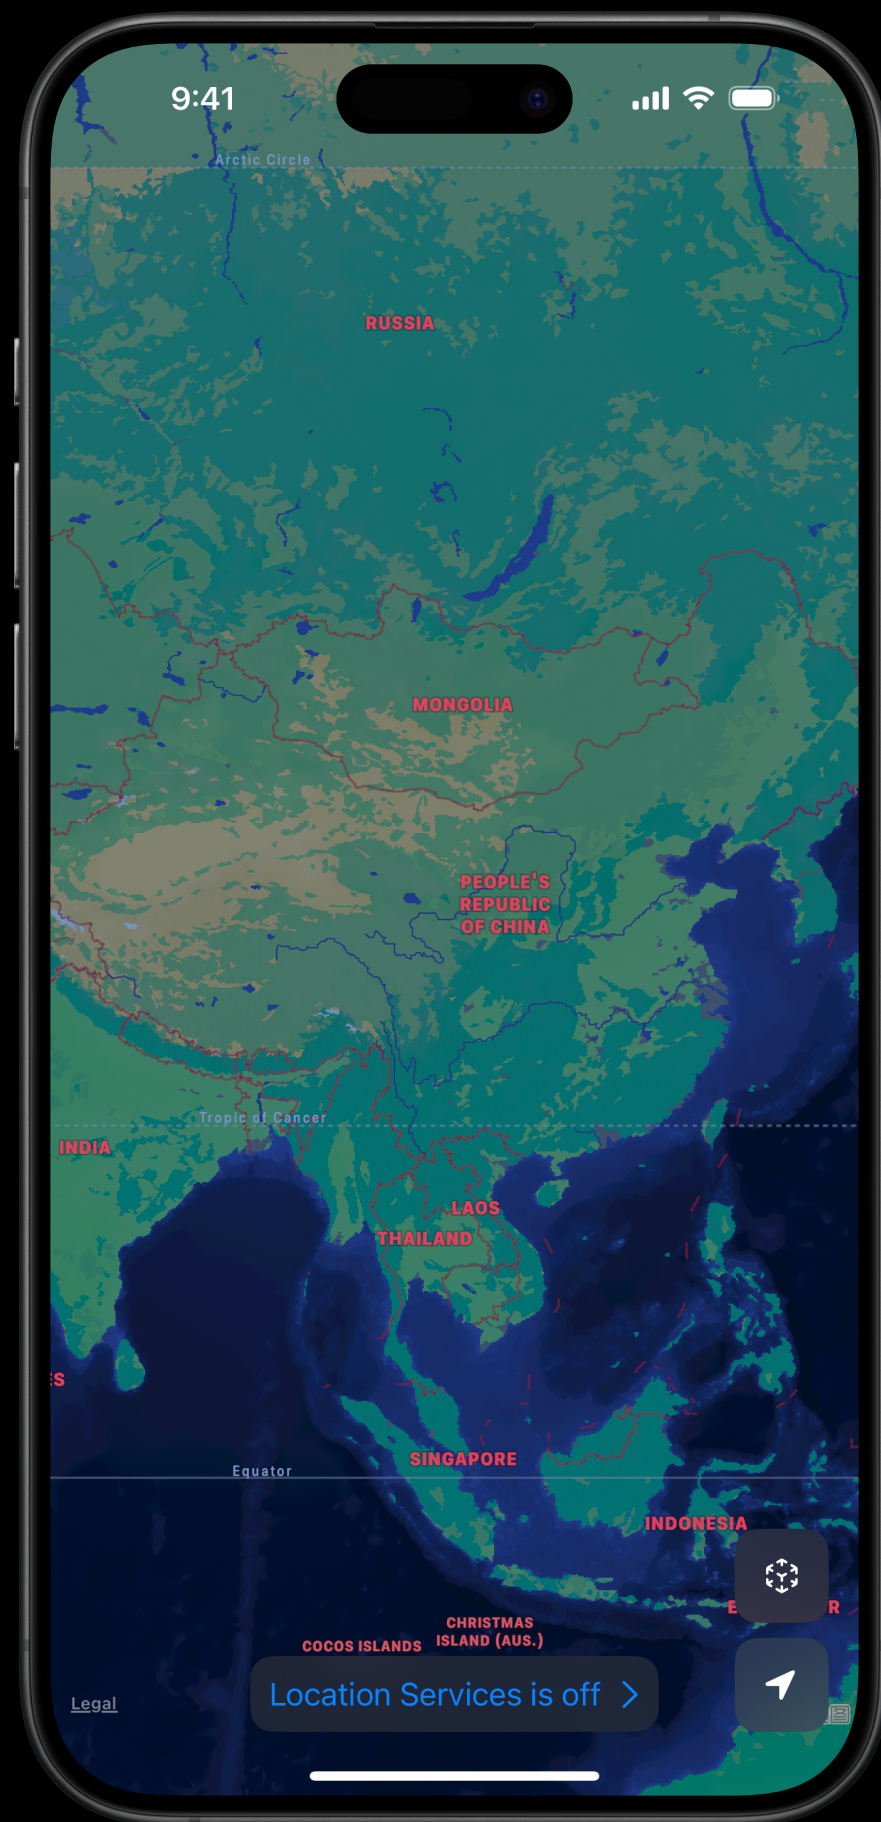 9:41
Arctic Circle
RUSSIA
MONGOLIA
PEOPLE'S
REPUBLIC
OF CHINA
Tropic of Cancer
INDIA
LAOS
THAILAND
ES
SINGAPORE
Equator
INDONESIA
E R
CHRISTMAS
ISLAND (AUS.)
COCOS ISLANDS
Location Services is off
Legal